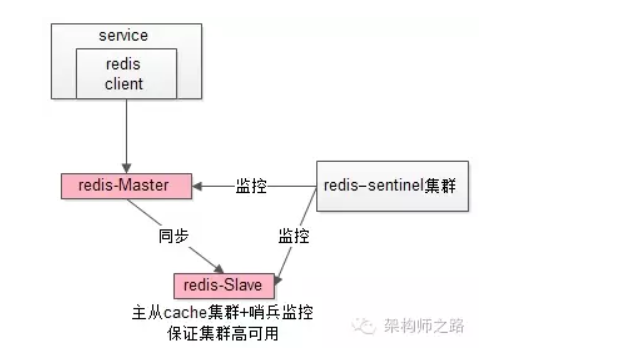 service
redis
client
redis-Master
监控
redis-sentinel集群
同步
监控
redis-Slave
主从cache集群+哨兵监控
保证集群高可用
架构师之路